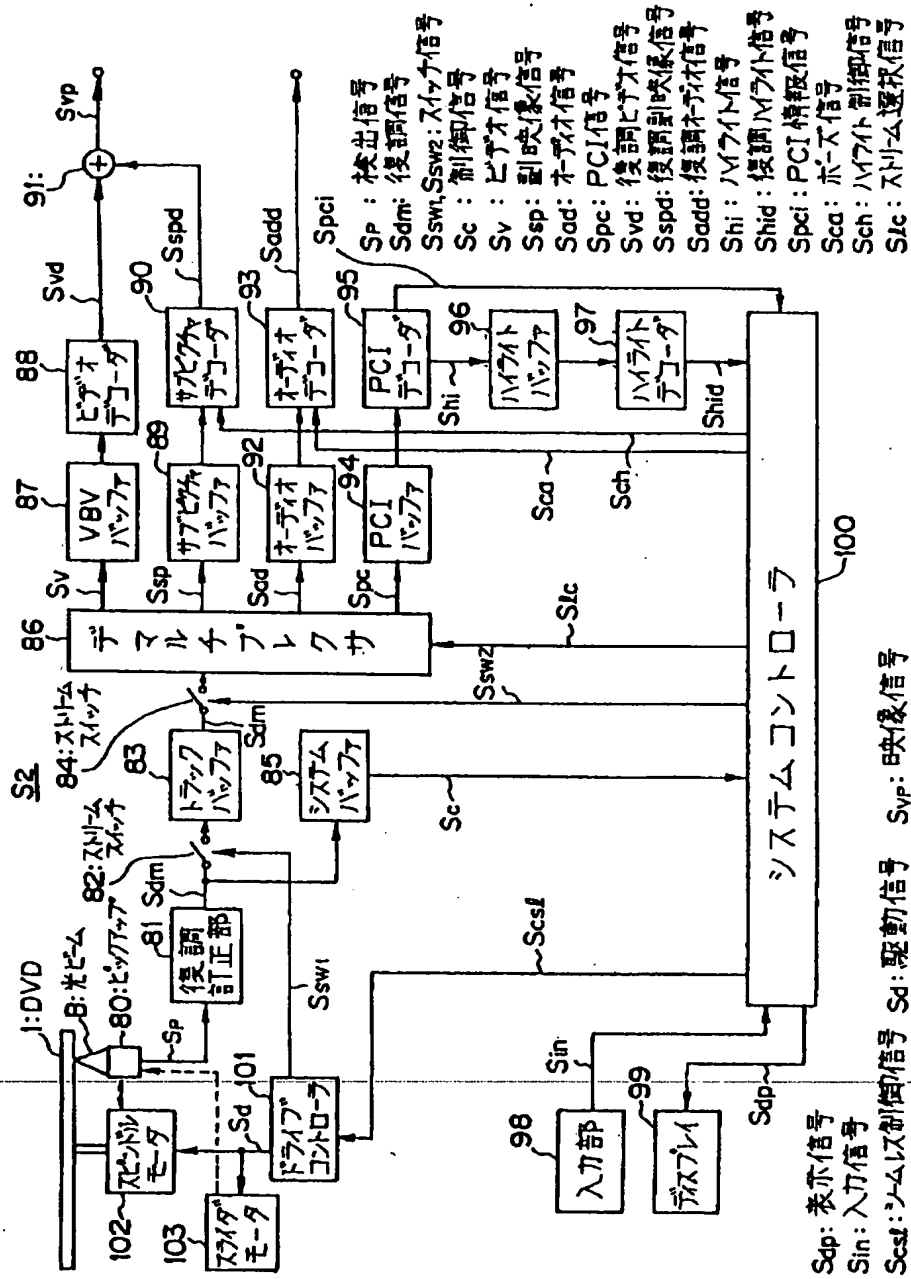 S2
1:DVD
B:光ビーム
80:ピックアップ
102
スピンドル
モータ
103
スライダ
モータ
Sd
101
ドライブ
コントローラ
Sp
81
復調
訂正部
Sdm
82:ストリーム
スイッチ
Ssw1
83
トラック
バッファ
84:ストリーム
スイッチ
Sdm
85
システム
バッファ
Sc
Ssw2
86
デマルチプレクサ
Slc
Sv
87
VBV
バッファ
88
ビデオ
デコーダ
Svd
91:
Svp
Ssp
89
サブピクチャ
バッファ
90
サブピクチャ
デコーダ
Sspd
Sad
92
オーディオ
バッファ
93
オーディオ
デコーダ
Sadd
Spc
94
PCI
バッファ
95
PCI
デコーダ
Spci
Shi
96
ハイライト
バッファ
97
ハイライト
デコーダ
Shid
Sca
Sch
Scsl
98
入力部
Sin
99
ディスプレイ
Sdp
システムコントローラ
100
Sp : 検出信号
Sdm: 復調信号
Ssw1,Ssw2: スイッチ信号
Sc : 制御信号
Sv : ビデオ信号
Ssp: 副映像信号
Sad: オーディオ信号
Spc: PCI信号
Svd: 復調ビデオ信号
Sspd: 復調副映像信号
Sadd: 復調オーディオ信号
Shi: ハイライト信号
Shid: 復調ハイライト信号
Spci: PCI情報信号
Sca: ポーズ信号
Sch: ハイライト制御信号
Slc: ストリーム選択信号
Sdp: 表示信号
Sin: 入力信号
Scsl: シームレス制御信号 Sd: 駆動信号 Svp: 映像信号